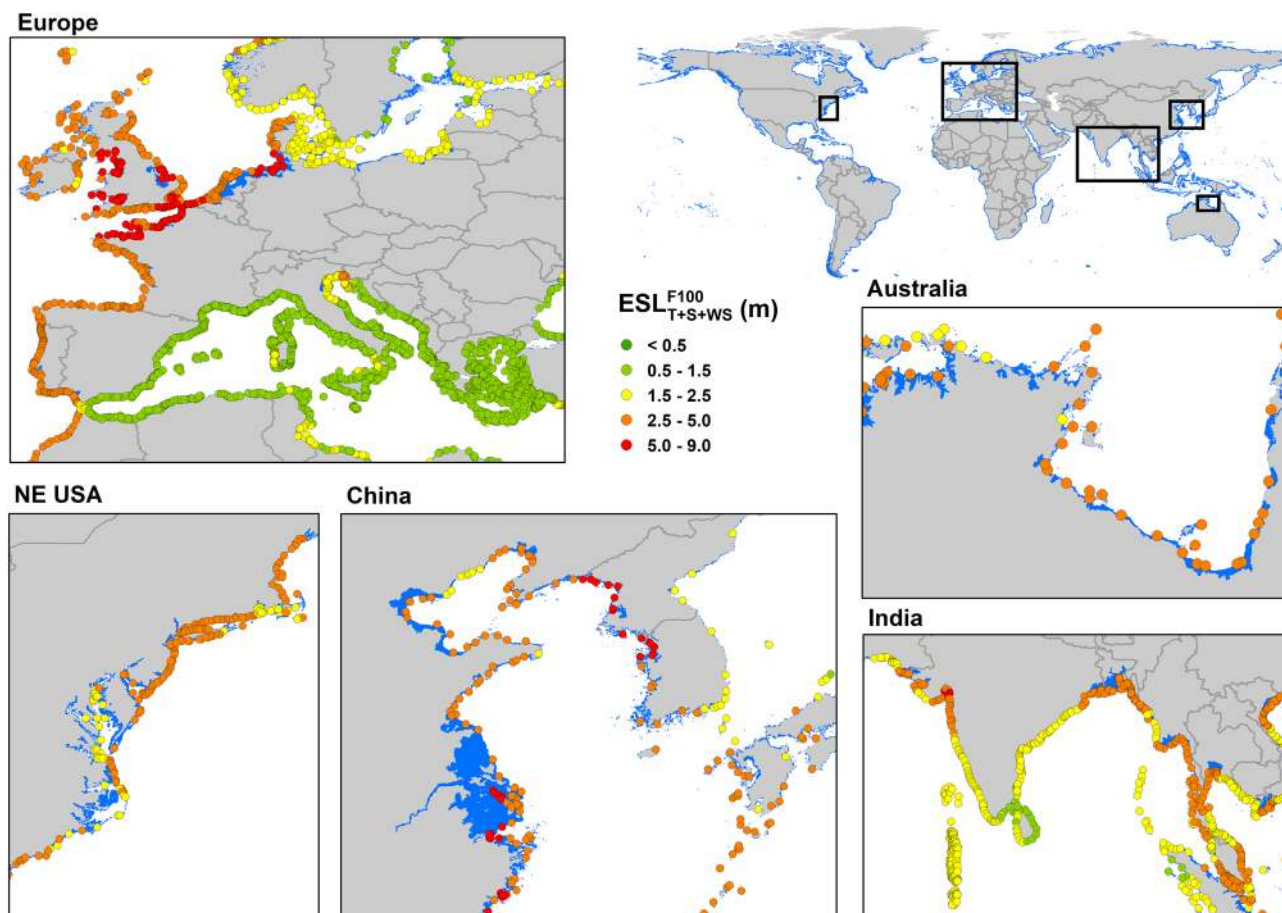 Europe
ESL F100 T+S+WS (m)
< 0.5
0.5 - 1.5
1.5 - 2.5
2.5 - 5.0
5.0 - 9.0
Australia
NE USA
China
India